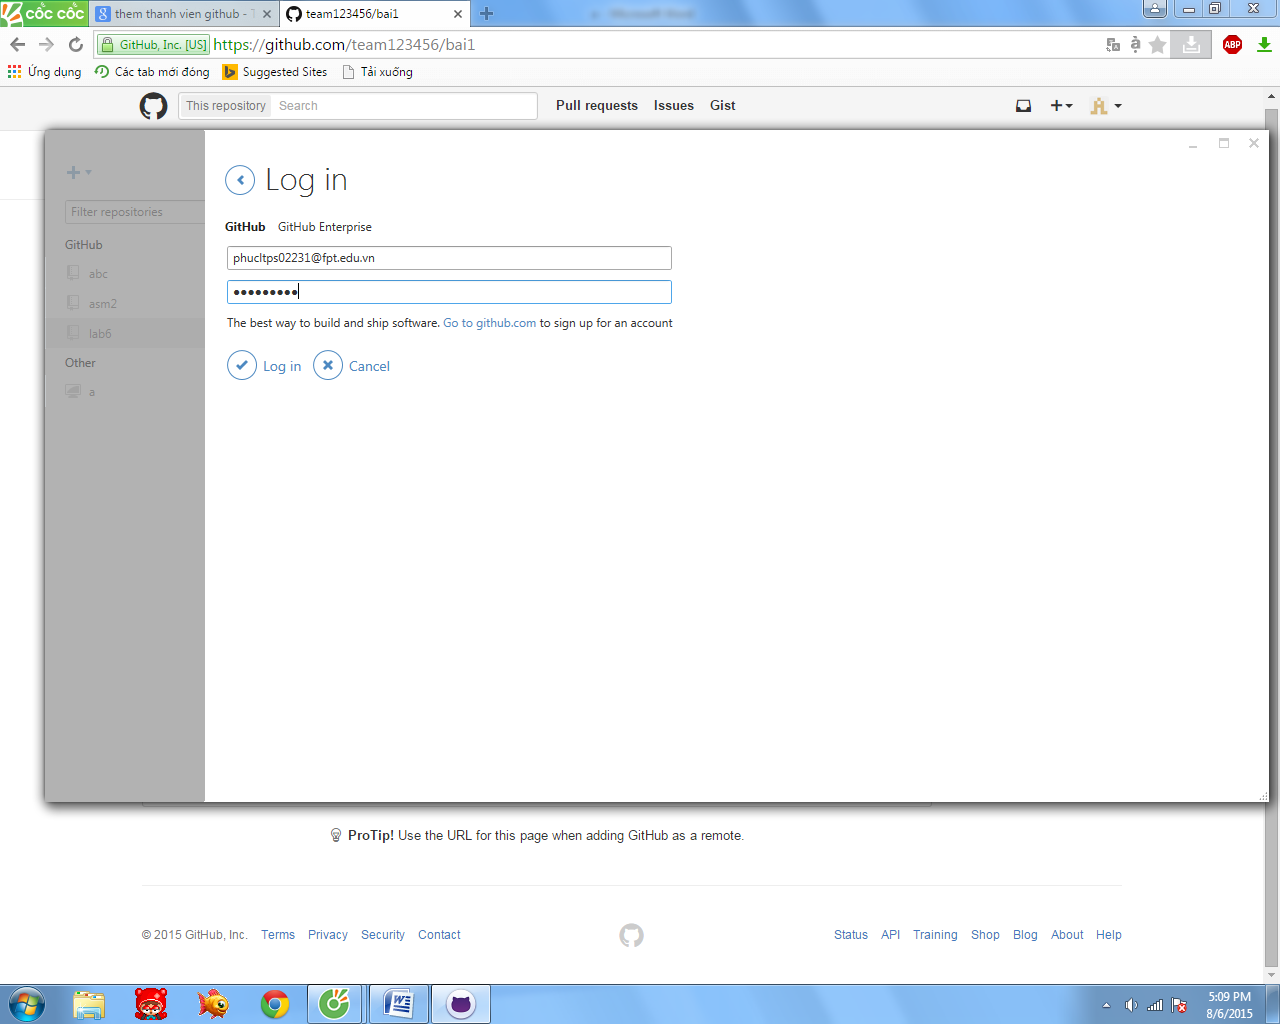 CỐC CỐC
them thanh vien github - T
team123456/bai1
GitHub, Inc. [US] https://github.com/team123456/bai1
ABP
Ứng dụng Các tab mới đóng Suggested Sites Tải xuống
This repository Search Pull requests Issues Gist
Log in
Filter repositories
GitHub GitHub Enterprise
GitHub
phucltps02231@fpt.edu.vn
abc
asm2
The best way to build and ship software. Go to github.com to sign up for an account
lab6
Other
Log in Cancel
a
ProTip! Use the URL for this page when adding GitHub as a remote.
© 2015 GitHub, Inc. Terms Privacy Security Contact Status API Training Shop Blog About Help
5:09 PM
8/6/2015